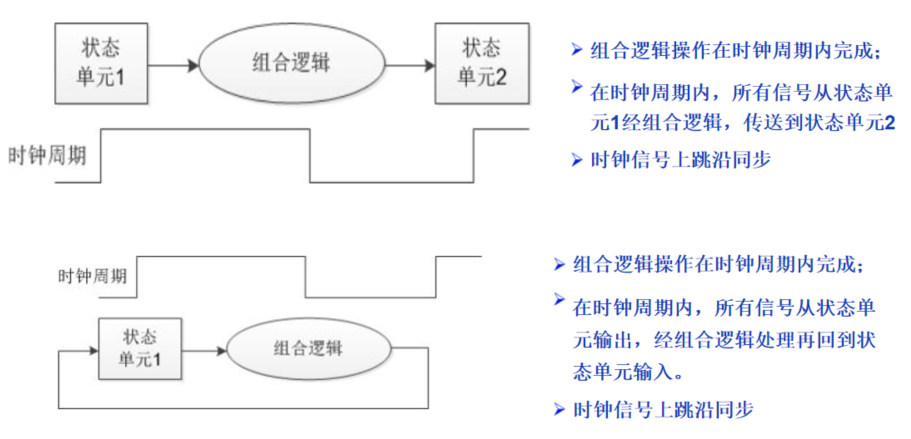 状态
单元1
组合逻辑
状态
单元2
时钟周期
➢ 组合逻辑操作在时钟周期内完成；
➢ 在时钟周期内，所有信号从状态单
元1经组合逻辑，传送到状态单元2
➢ 时钟信号上跳沿同步
时钟周期
状态
单元1
组合逻辑
➢ 组合逻辑操作在时钟周期内完成；
➢ 在时钟周期内，所有信号从状态单
元输出，经组合逻辑处理再回到状
态单元输入。
➢ 时钟信号上跳沿同步